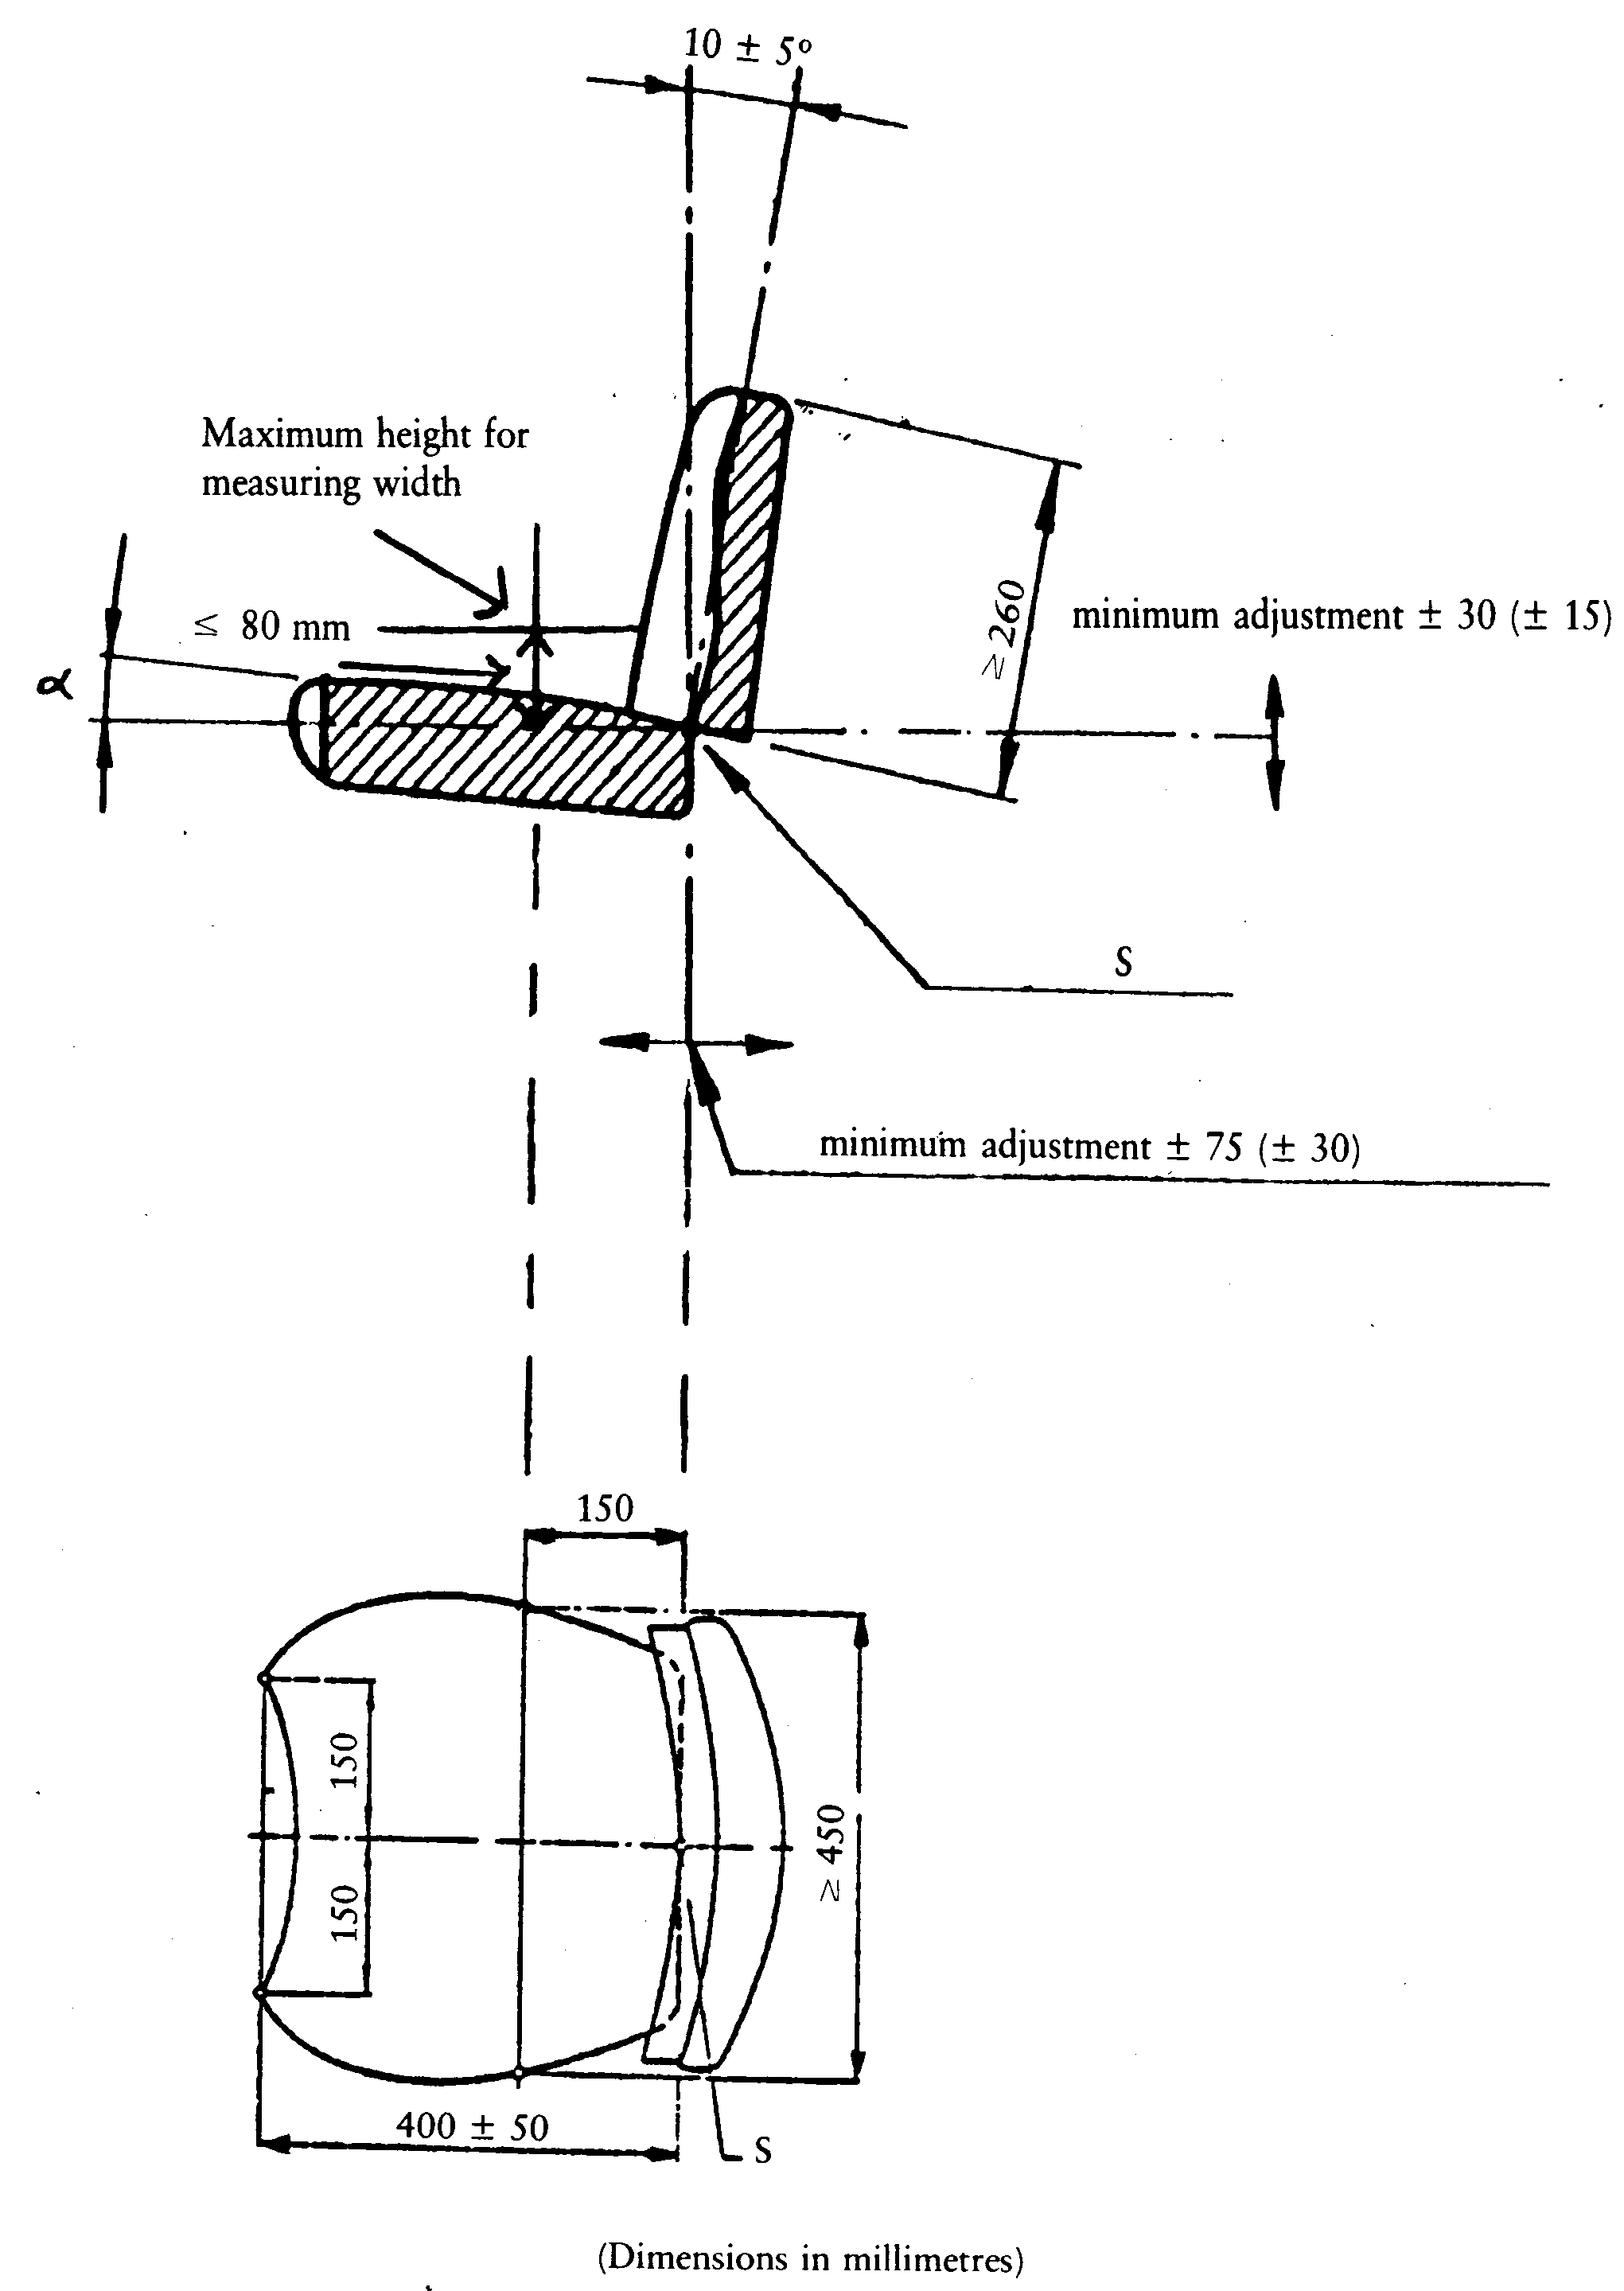 10 ± 5°
Maximum height for
measuring width
≤ 80 mm
α
≥ 260
minimum adjustment ± 30 (± 15)
S
minimum adjustment ± 75 (± 30)
150
150
150
≥ 450
400 ± 50
S
(Dimensions in millimetres)